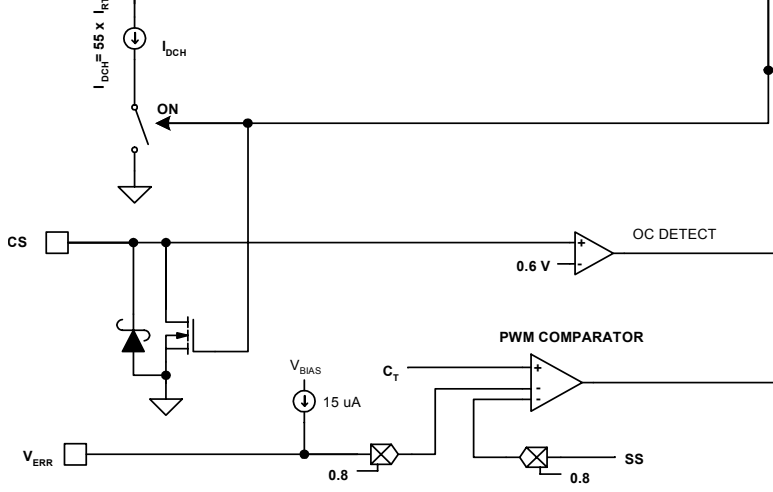 I_DCH = 55 x I_RT
I_DCH
ON
CS
OC DETECT
0.6 V
+
-
PWM COMPARATOR
V_BIAS
C_T
+
-
-
15 uA
V_ERR
0.8
SS
0.8